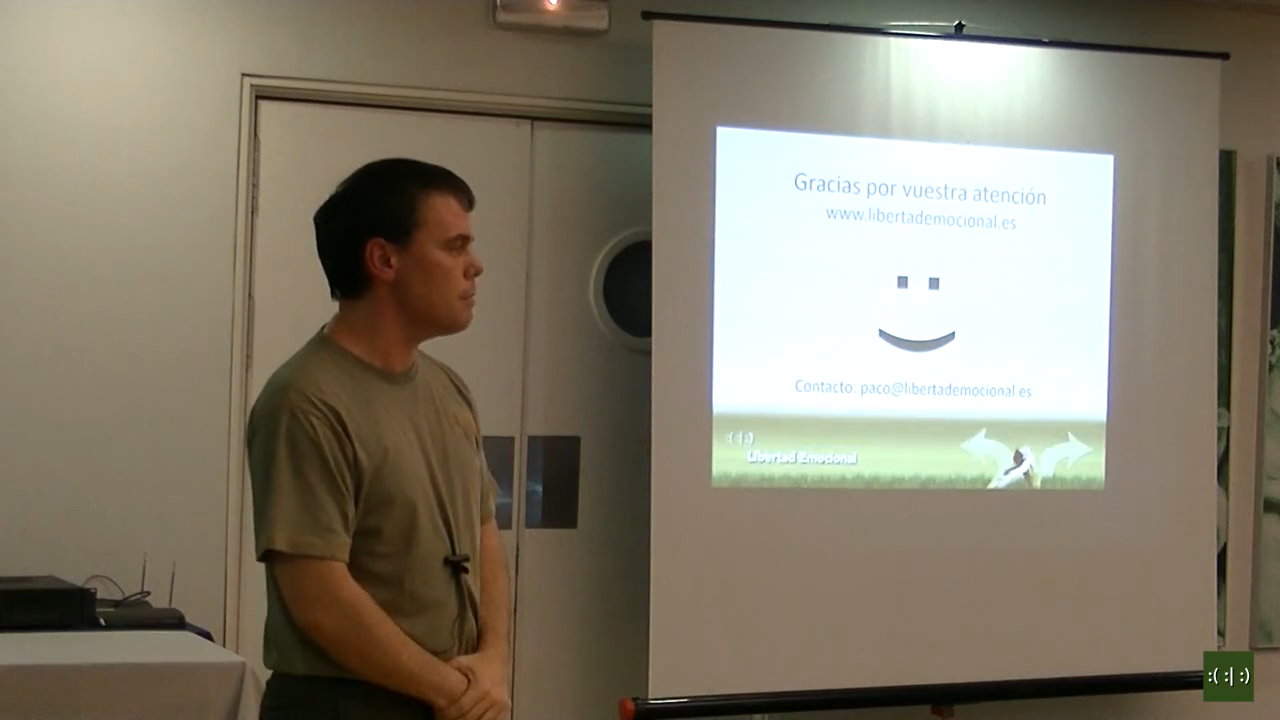 Gracias por vuestra atención
www.libertademocional.es
Contacto: paco@libertademocional.es
:( :| :)
Libertad Emocional
:( :| :)